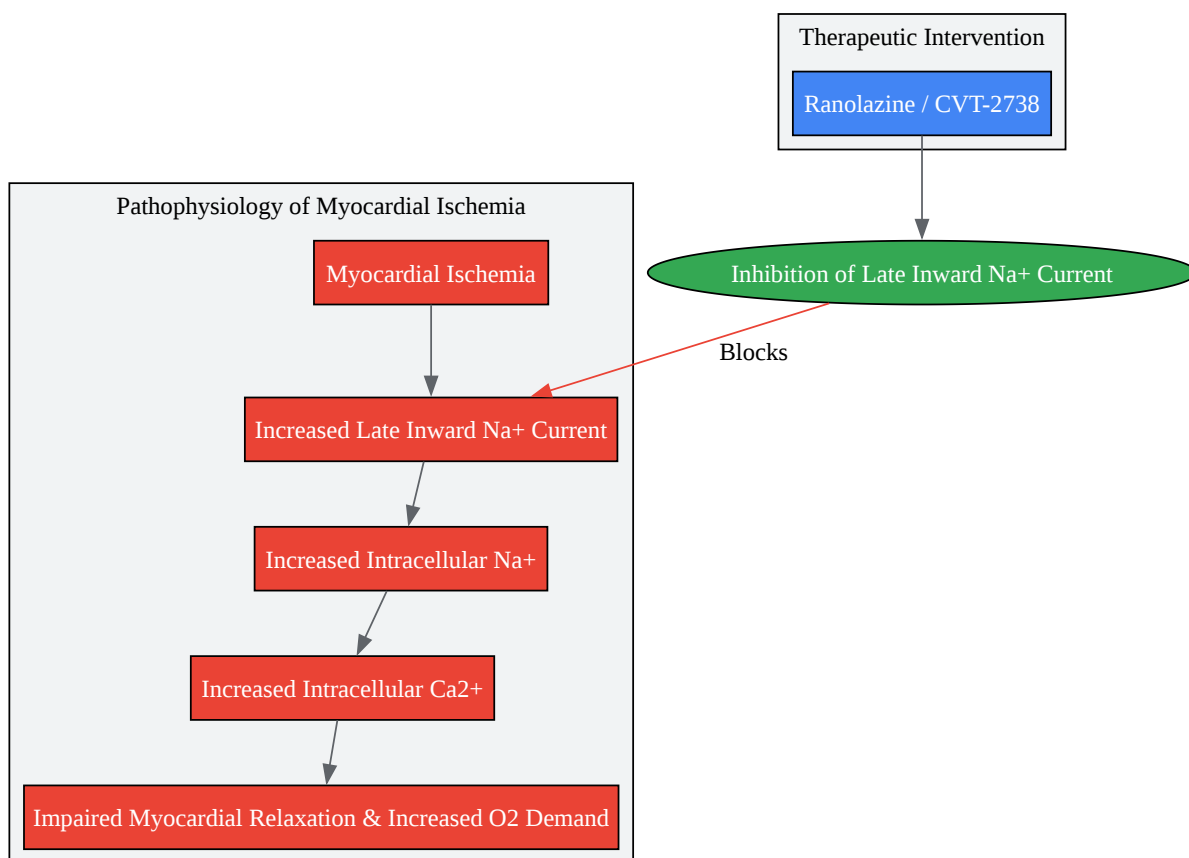 Therapeutic Intervention
Ranolazine / CVT-2738
Pathophysiology of Myocardial Ischemia
Myocardial Ischemia
Inhibition of Late Inward Na+ Current
Blocks
Increased Late Inward Na+ Current
Increased Intracellular Na+
Increased Intracellular Ca2+
Impaired Myocardial Relaxation & Increased O2 Demand